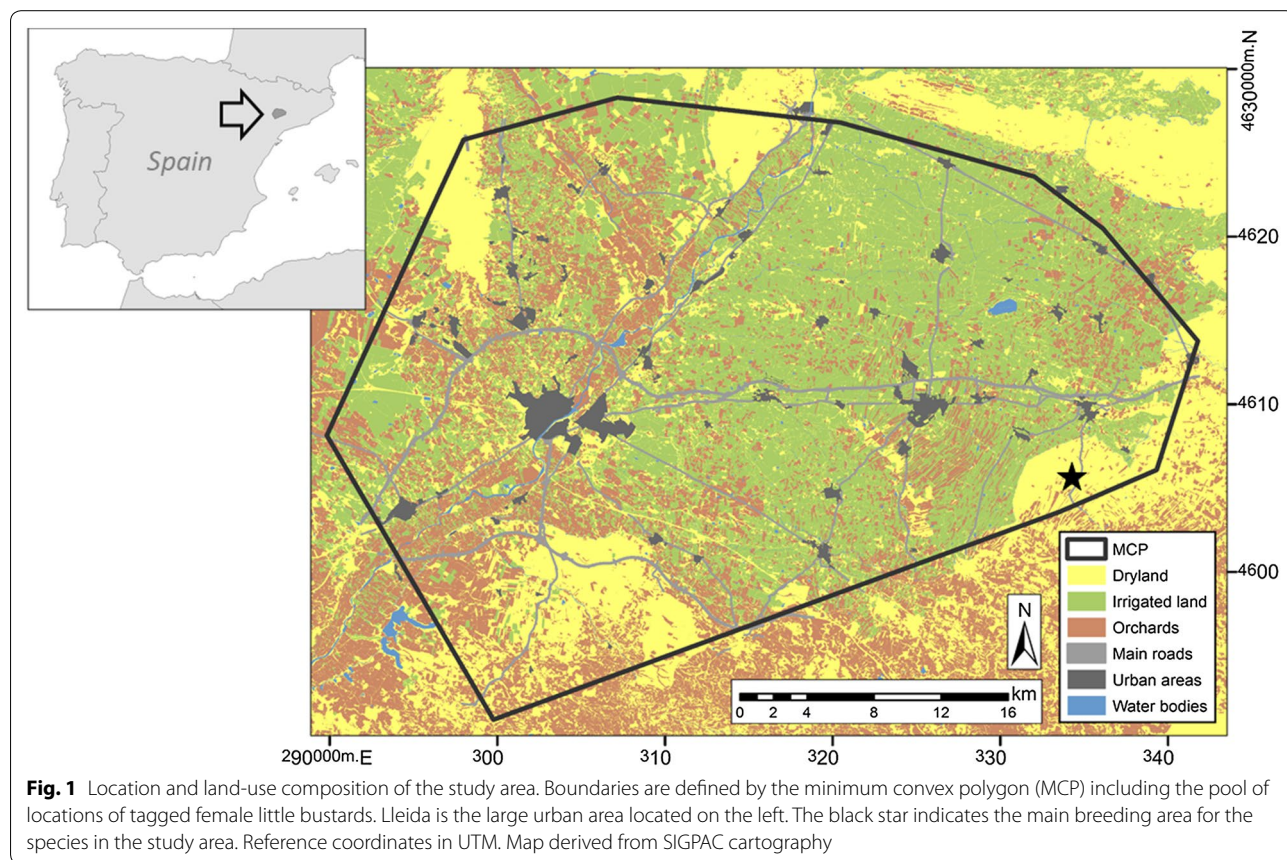 Spain
4630000m.N
4620
4610
4600
MCP
Dryland
Irrigated land
Orchards
Main roads
Urban areas
Water bodies
N
km
0 2 4 8 12 16
290000m.E 300 310 320 330 340
Fig. 1 Location and land-use composition of the study area. Boundaries are defined by the minimum convex polygon (MCP) including the pool of
locations of tagged female little bustards. Lleida is the large urban area located on the left. The black star indicates the main breeding area for the
species in the study area. Reference coordinates in UTM. Map derived from SIGPAC cartography